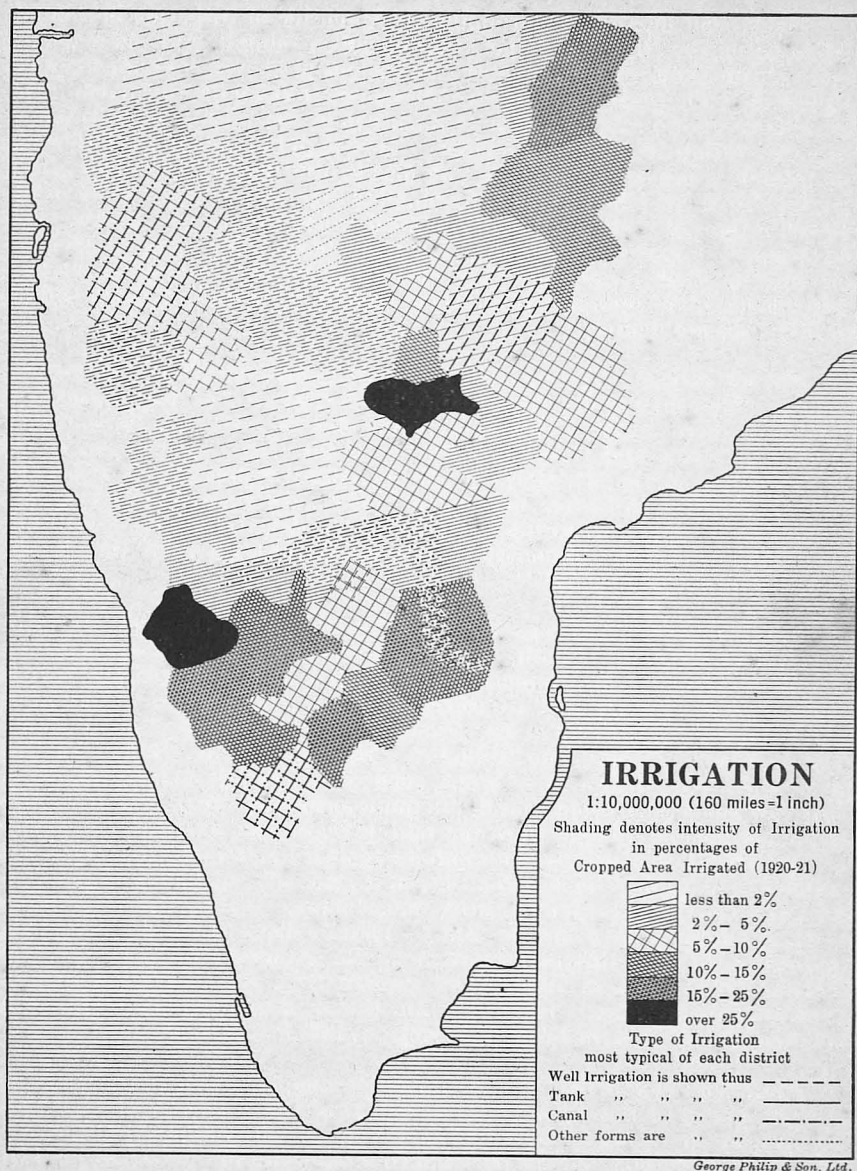 IRRIGATION
1:10,000,000 (160 miles=1 inch)
Shading denotes intensity of Irrigation
in percentages of
Cropped Area Irrigated (1920-21)
less than 2%
2%- 5%.
5%-10%
10%-15%
15%-25%
over 25%
Type of Irrigation
most typical of each district
Well Irrigation is shown thus
Tank ,, ,, ,, ,,
Canal ,, ,, ,, ,,
Other forms are ,, ,,
George Philip & Son, Ltd.